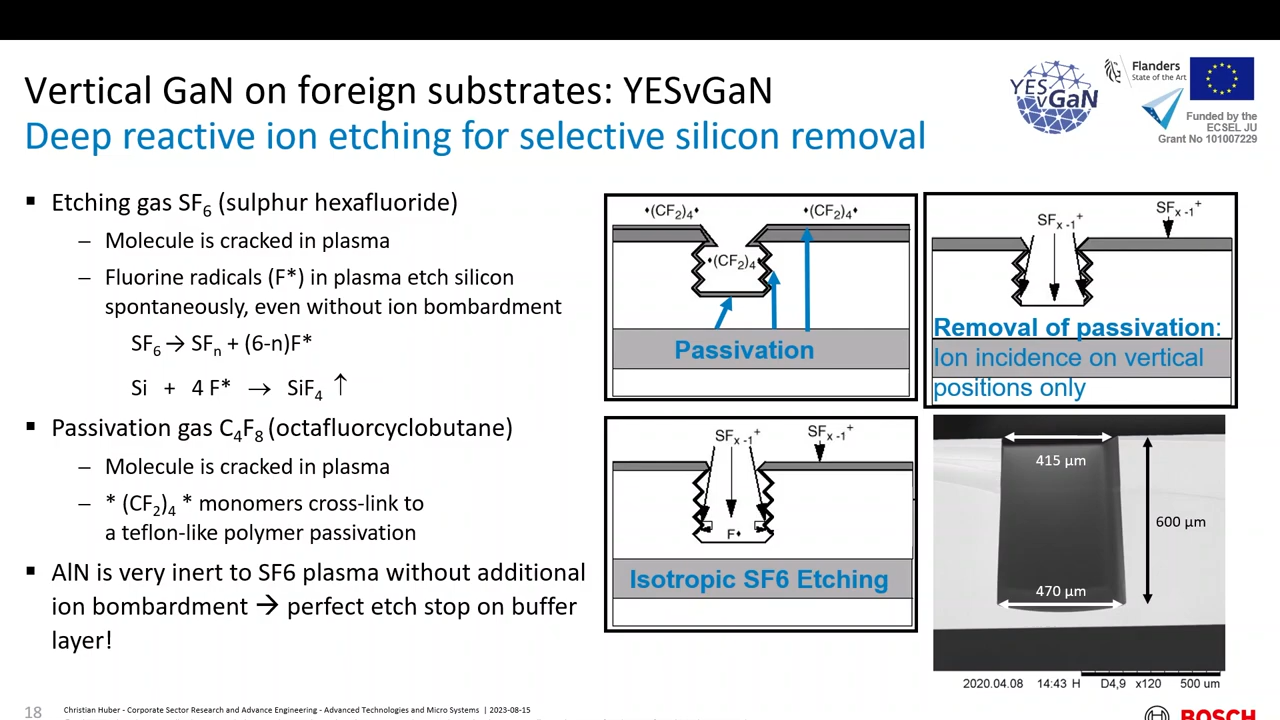 Vertical GaN on foreign substrates: YESvGaN
Deep reactive ion etching for selective silicon removal
YES
vGaN
Flanders
State of the Art
Funded by the
ECSEL JU
Grant No 101007229
▪ Etching gas SF6 (sulphur hexafluoride)
– Molecule is cracked in plasma
– Fluorine radicals (F*) in plasma etch silicon
spontaneously, even without ion bombardment
SF6 → SFn + (6-n)F*
Si + 4 F* → SiF4 ↑
▪ Passivation gas C4F8 (octafluorcyclobutane)
– Molecule is cracked in plasma
– * (CF2)4 * monomers cross-link to
a teflon-like polymer passivation
▪ AlN is very inert to SF6 plasma without additional
ion bombardment → perfect etch stop on buffer
layer!
♦(CF2)4♦ ♦(CF2)4♦
♦(CF2)4♦
Passivation
SFx-1+ SFx-1+
Removal of passivation:
Ion incidence on vertical
positions only
SFx-1+ SFx-1+
F♦
Isotropic SF6 Etching
415 µm
600 µm
470 µm
2020.04.08 14:43 H D4,9 x120 500 um
18
Christian Huber - Corporate Sector Research and Advance Engineering - Advanced Technologies and Micro Systems | 2023-08-15
BOSCH